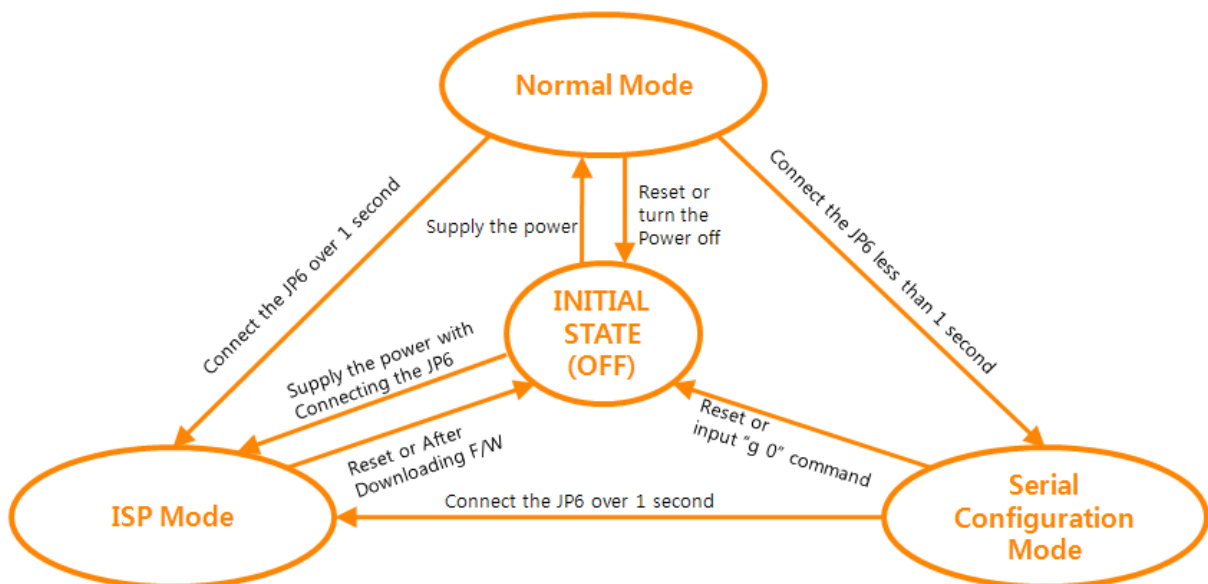 Normal Mode
Connect the JP6 over 1 second
Supply the power
Reset or
turn the
Power off
Connect the JP6 less than 1 second
INITIAL
STATE
(OFF)
Supply the power with
Connecting the JP6
Reset or After
Downloading F/W
Reset or
input "g 0" command
ISP Mode
Connect the JP6 over 1 second
Serial
Configuration
Mode